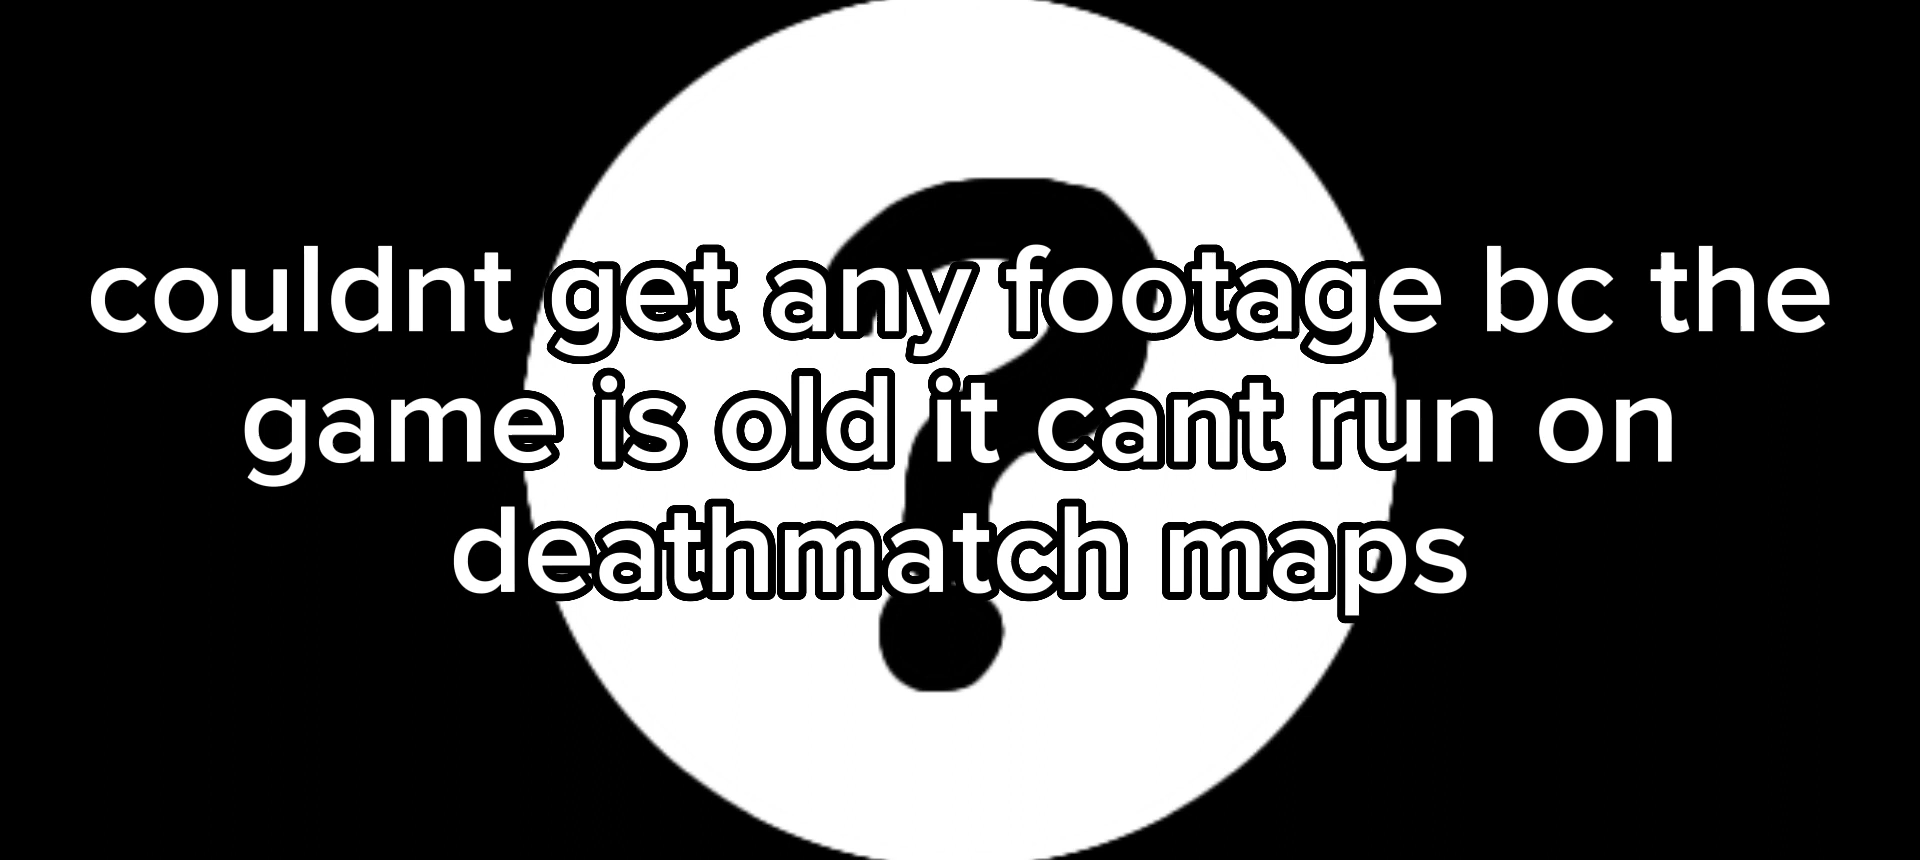 couldnt get any footage bc the
game is old it cant run on
deathmatch maps